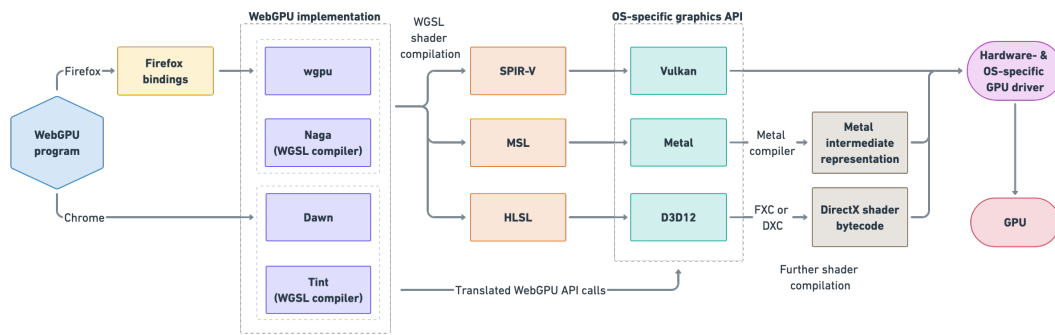 WebGPU implementation
OS-specific graphics API
WGSL
shader
compilation
Firefox
Firefox
bindings
wgpu
SPIR-V
Vulkan
Hardware- &
OS-specific
GPU driver
WebGPU
program
Naga
(WGSL compiler)
MSL
Metal
Metal
compiler
Metal
intermediate
representation
Chrome
Dawn
HLSL
D3D12
FXC or
DXC
DirectX shader
bytecode
GPU
Tint
(WGSL compiler)
Translated WebGPU API calls
Further shader
compilation